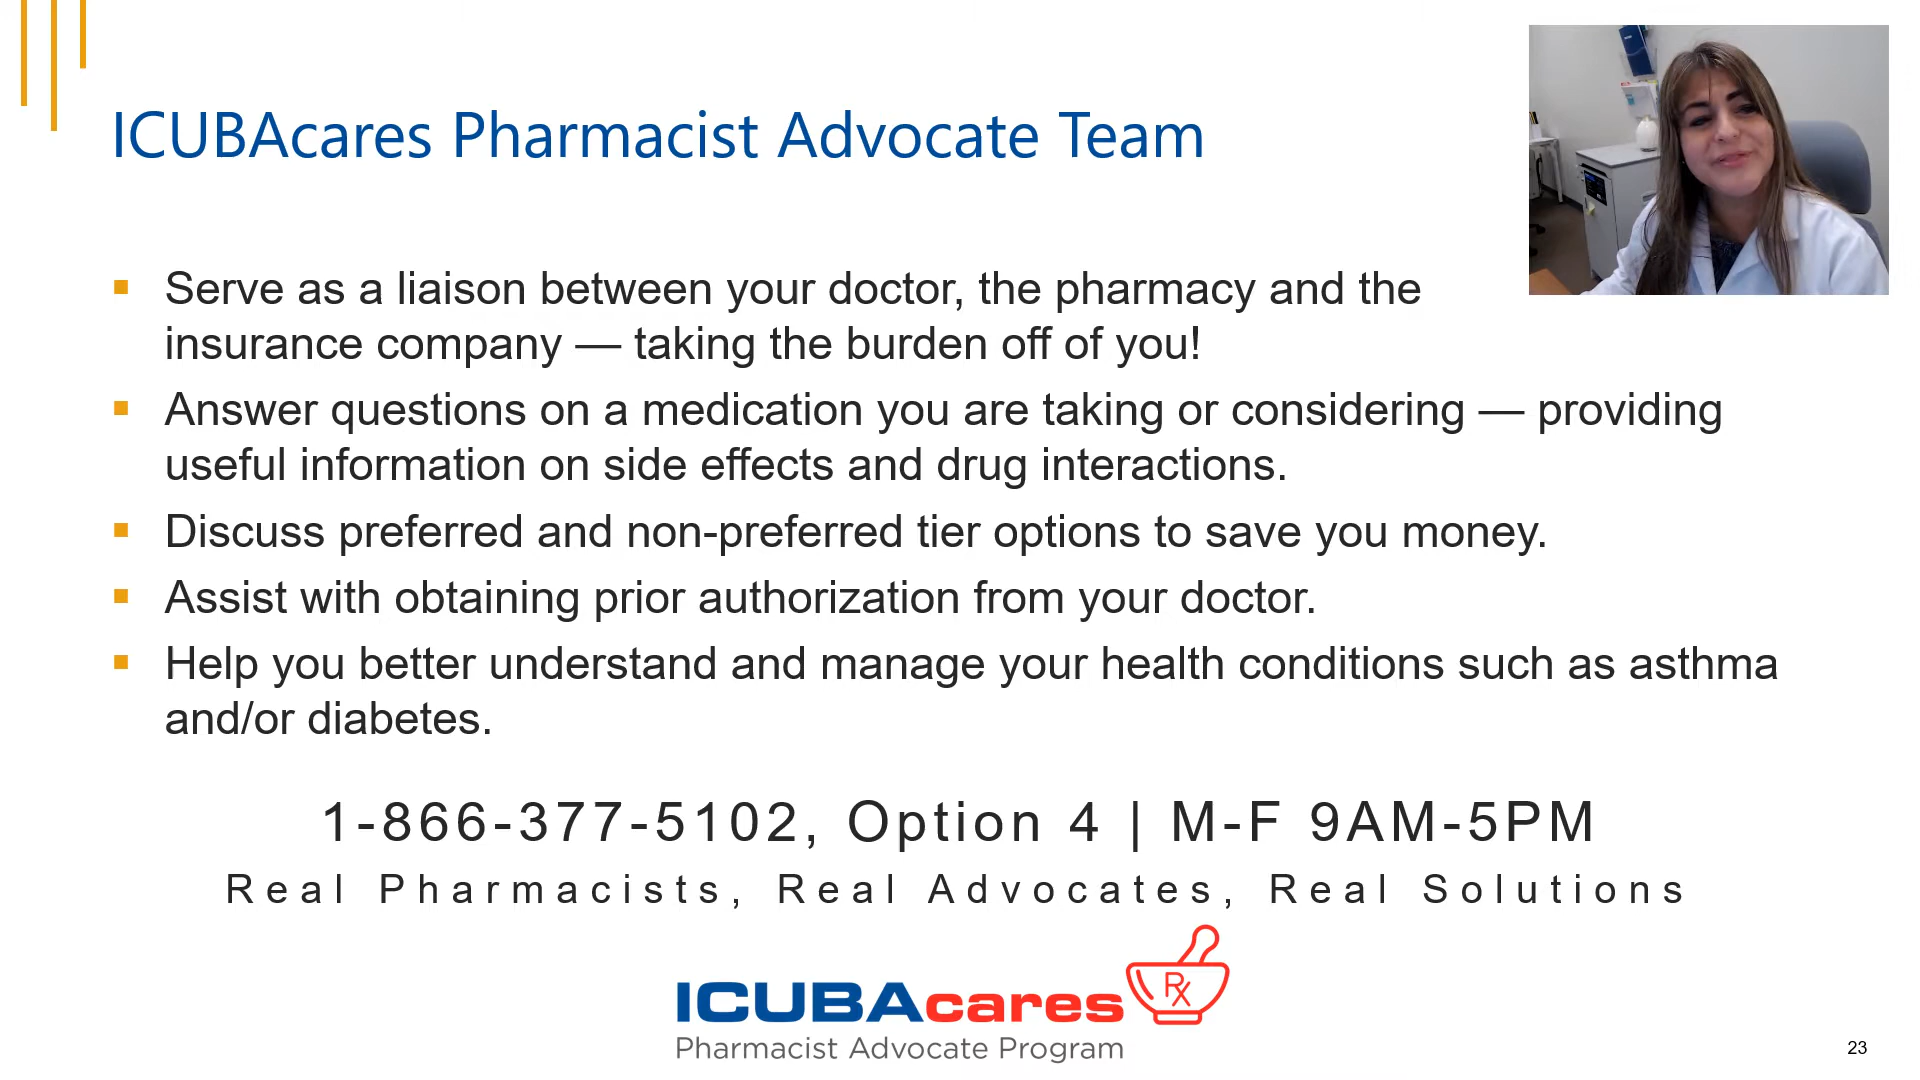 ICUBAcares Pharmacist Advocate Team
▪ Serve as a liaison between your doctor, the pharmacy and the
insurance company — taking the burden off of you!
▪ Answer questions on a medication you are taking or considering — providing
useful information on side effects and drug interactions.
▪ Discuss preferred and non-preferred tier options to save you money.
▪ Assist with obtaining prior authorization from your doctor.
▪ Help you better understand and manage your health conditions such as asthma
and/or diabetes.
1-866-377-5102, Option 4 | M-F 9AM-5PM
Real Pharmacists, Real Advocates, Real Solutions
Rx
ICUBAcares
Pharmacist Advocate Program
23